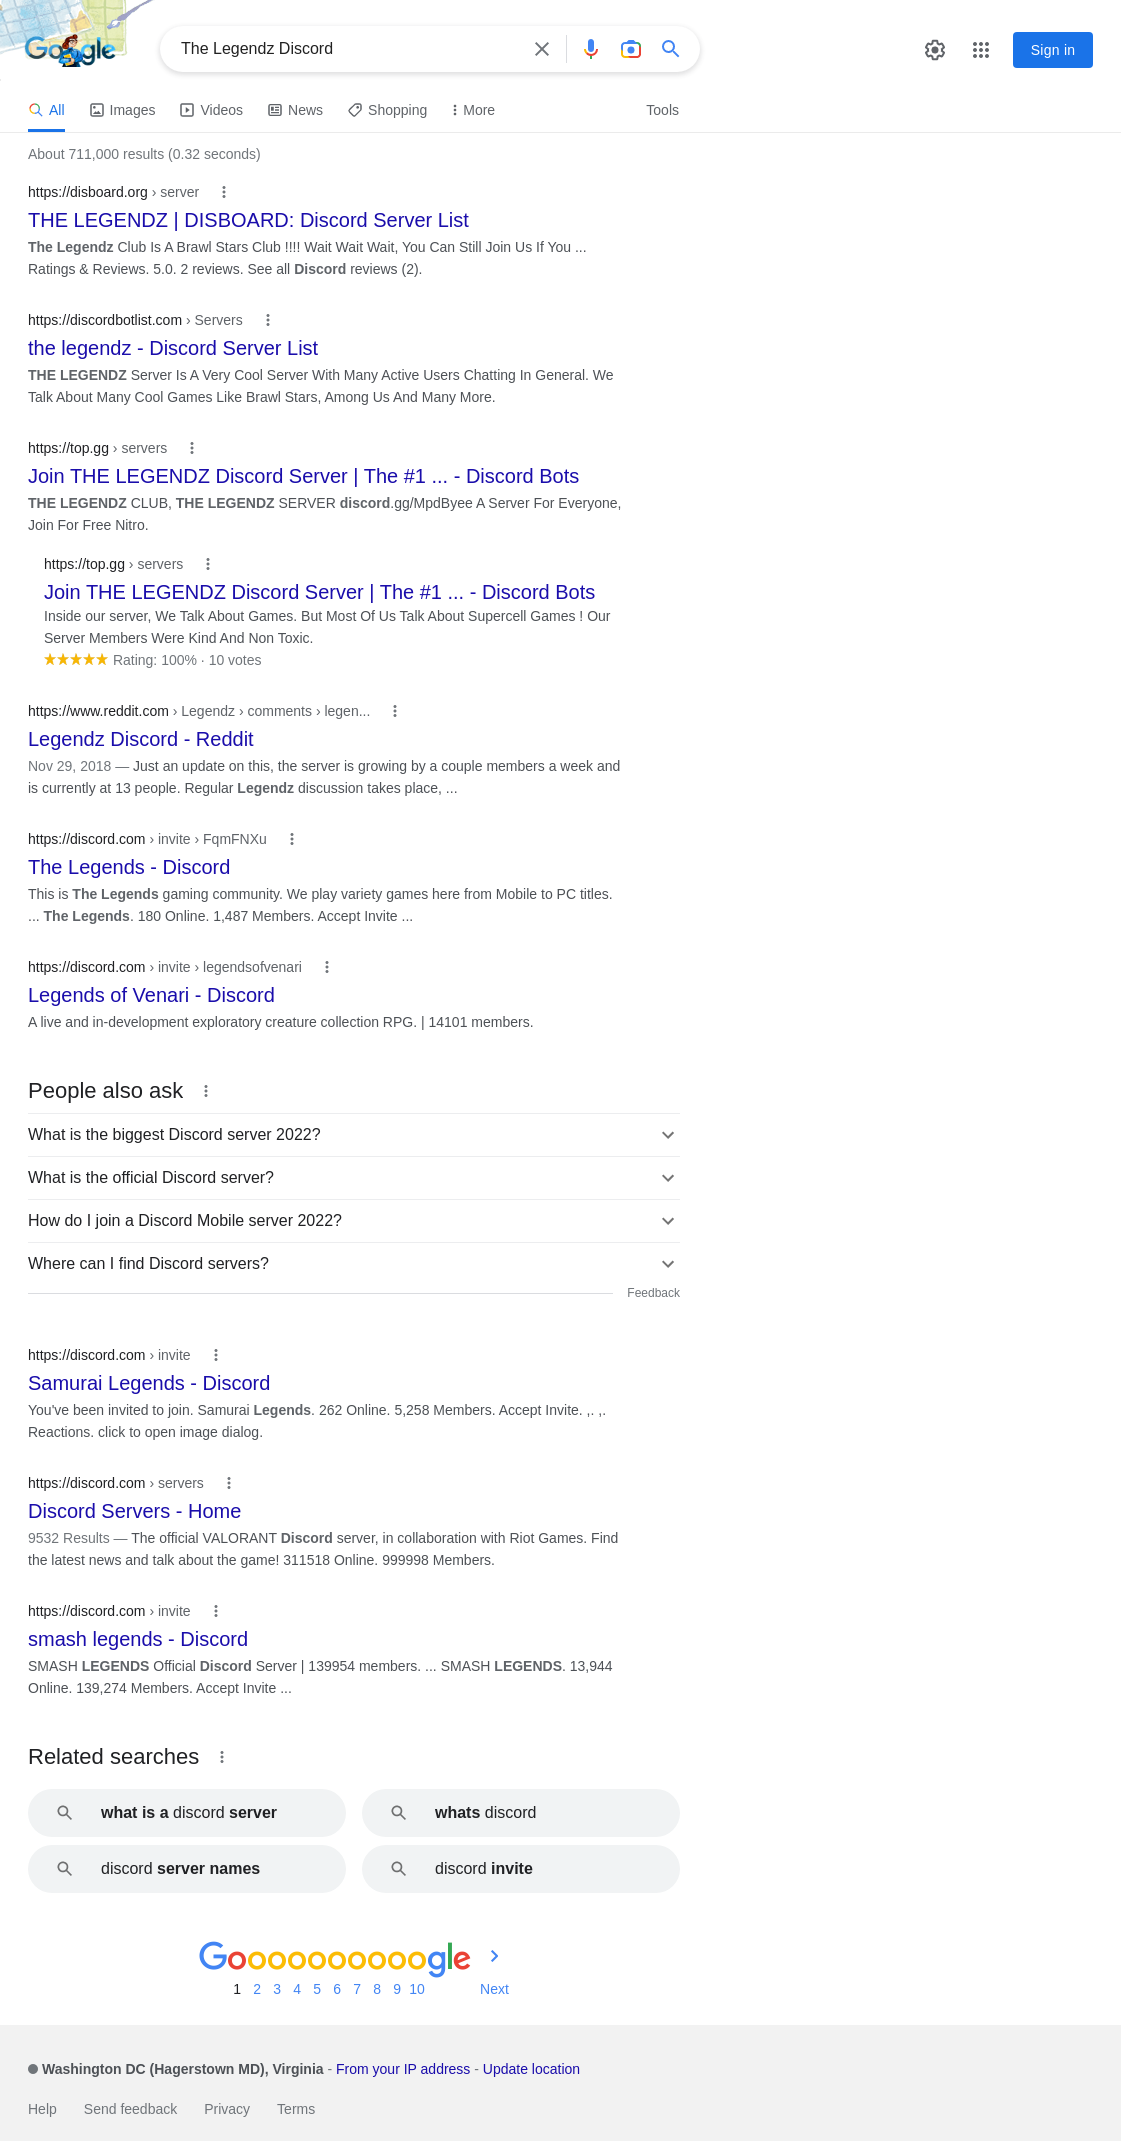 Google
The Legendz Discord
Sign in
All Images Videos News Shopping More Tools
About 711,000 results (0.32 seconds)
https://disboard.org › server
THE LEGENDZ | DISBOARD: Discord Server List
The Legendz Club Is A Brawl Stars Club !!!! Wait Wait Wait, You Can Still Join Us If You ...
Ratings & Reviews. 5.0. 2 reviews. See all Discord reviews (2).
https://discordbotlist.com › Servers
the legendz - Discord Server List
THE LEGENDZ Server Is A Very Cool Server With Many Active Users Chatting In General. We
Talk About Many Cool Games Like Brawl Stars, Among Us And Many More.
https://top.gg › servers
Join THE LEGENDZ Discord Server | The #1 ... - Discord Bots
THE LEGENDZ CLUB, THE LEGENDZ SERVER discord.gg/MpdByee A Server For Everyone,
Join For Free Nitro.
https://top.gg › servers
Join THE LEGENDZ Discord Server | The #1 ... - Discord Bots
Inside our server, We Talk About Games. But Most Of Us Talk About Supercell Games ! Our
Server Members Were Kind And Non Toxic.
Rating: 100% · 10 votes
https://www.reddit.com › Legendz › comments › legen...
Legendz Discord - Reddit
Nov 29, 2018 — Just an update on this, the server is growing by a couple members a week and
is currently at 13 people. Regular Legendz discussion takes place, ...
https://discord.com › invite › FqmFNXu
The Legends - Discord
This is The Legends gaming community. We play variety games here from Mobile to PC titles.
... The Legends. 180 Online. 1,487 Members. Accept Invite ...
https://discord.com › invite › legendsofvenari
Legends of Venari - Discord
A live and in-development exploratory creature collection RPG. | 14101 members.
People also ask
What is the biggest Discord server 2022?
What is the official Discord server?
How do I join a Discord Mobile server 2022?
Where can I find Discord servers?
Feedback
https://discord.com › invite
Samurai Legends - Discord
You've been invited to join. Samurai Legends. 262 Online. 5,258 Members. Accept Invite. ,. ,.
Reactions. click to open image dialog.
https://discord.com › servers
Discord Servers - Home
9532 Results — The official VALORANT Discord server, in collaboration with Riot Games. Find
the latest news and talk about the game! 311518 Online. 999998 Members.
https://discord.com › invite
smash legends - Discord
SMASH LEGENDS Official Discord Server | 139954 members. ... SMASH LEGENDS. 13,944
Online. 139,274 Members. Accept Invite ...
Related searches
what is a discord server
whats discord
discord server names
discord invite
Goooooooooogle
1 2 3 4 5 6 7 8 9 10 Next
Washington DC (Hagerstown MD), Virginia - From your IP address - Update location
Help Send feedback Privacy Terms